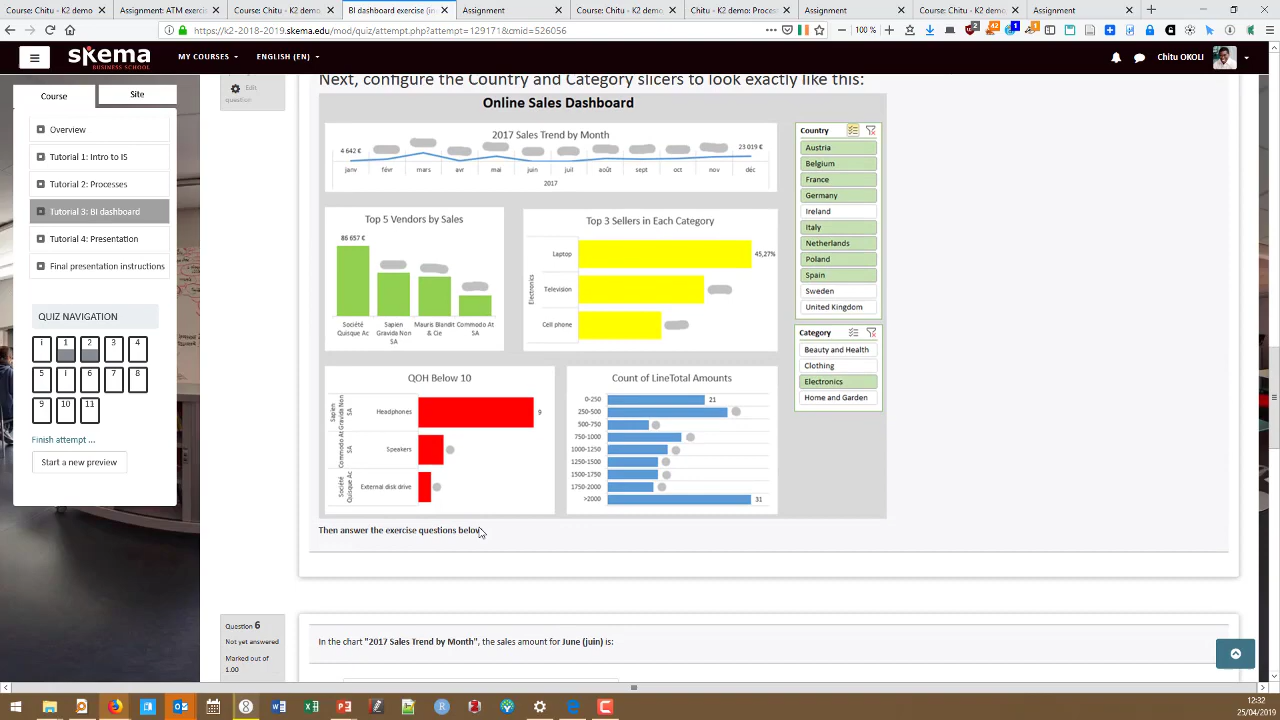 Course: Chitu - K2 demo
Assignment: ATM exercis
Course: Chitu - K2 demo
BI dashboard exercise (in
Assignment
Course: Chitu - K2 demo
Chitu - K2 demo Proces
Assignment
Course: Chitu - K2 demo
Assignment
https://k2-2018-2019.skema.edu/mod/quiz/attempt.php?attempt=129171&cmid=526056
100 %
skema
BUSINESS SCHOOL
MY COURSES
ENGLISH (EN)
Chitu OKOLI
Course
Site
Overview
Tutorial 1: Intro to IS
Tutorial 2: Processes
Tutorial 3: BI dashboard
Tutorial 4: Presentation
Final presentation instructions
QUIZ NAVIGATION
i 1 2 3 4
5 i 6 7 8
9 10 11
Finish attempt ...
Start a new preview
Edit
question
Next, configure the Country and Category slicers to look exactly like this:
Online Sales Dashboard
2017 Sales Trend by Month
4 642 €
23 019 €
janv févr mars avr mai juin juil août sept oct nov déc
2017
Top 5 Vendors by Sales
86 657 €
Société Quisque Ac
Sapien Gravida Non SA
Mauris Blandit & Cie
Commodo At SA
Top 3 Sellers in Each Category
Electronics
Laptop
45,27%
Television
Cell phone
QOH Below 10
Sapien Gravida Non SA
Headphones
9
Commodo At SA
Speakers
Société Quisque Ac
External disk drive
Count of LineTotal Amounts
0-250
21
250-500
500-750
750-1000
1000-1250
1250-1500
1500-1750
1750-2000
>2000
31
Country
Austria
Belgium
France
Germany
Ireland
Italy
Netherlands
Poland
Spain
Sweden
United Kingdom
Category
Beauty and Health
Clothing
Electronics
Home and Garden
Then answer the exercise questions below
Question 6
Not yet answered
Marked out of
1.00
In the chart "2017 Sales Trend by Month", the sales amount for June (juin) is:
12:32
25/04/2019